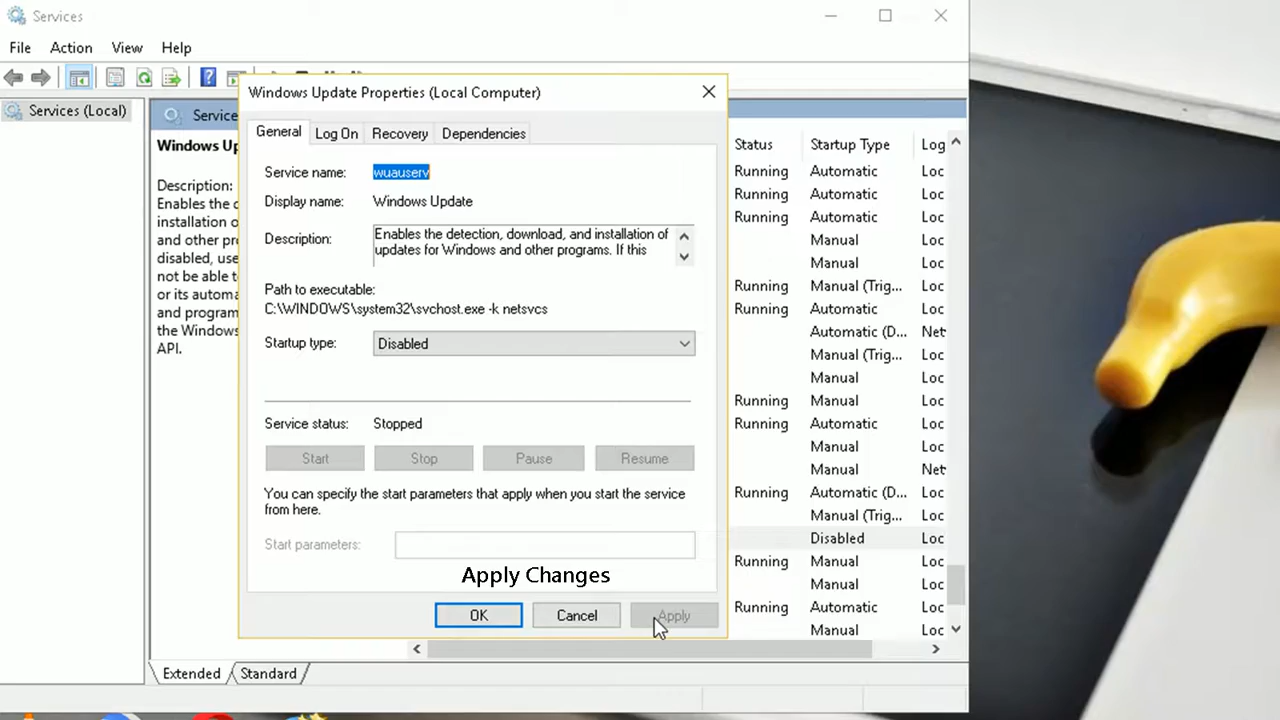 Services
File Action View Help
Services (Local)
Service
Windows Up
Description:
Enables the d
installation o
and other pr
disabled, use
not be able t
or its automa
and program
the Windows
API.
Windows Update Properties (Local Computer)
General Log On Recovery Dependencies
Service name: wuauserv
Display name: Windows Update
Description: Enables the detection, download, and installation of
updates for Windows and other programs. If this
Path to executable:
C:\WINDOWS\system32\svchost.exe -k netsvcs
Startup type: Disabled
Service status: Stopped
Start Stop Pause Resume
You can specify the start parameters that apply when you start the service
from here.
Start parameters:
Apply Changes
OK Cancel Apply
Status Startup Type Log
Running Automatic Loc
Running Automatic Loc
Running Automatic Loc
Manual Loc
Manual Loc
Running Manual (Trig... Loc
Running Automatic Loc
Automatic (D... Net
Manual (Trig... Loc
Manual Loc
Running Manual Loc
Running Automatic Loc
Manual Loc
Manual Net
Running Automatic (D... Loc
Manual (Trig... Loc
Disabled Loc
Running Manual Loc
Manual Loc
Running Automatic Loc
Manual Loc
Extended Standard